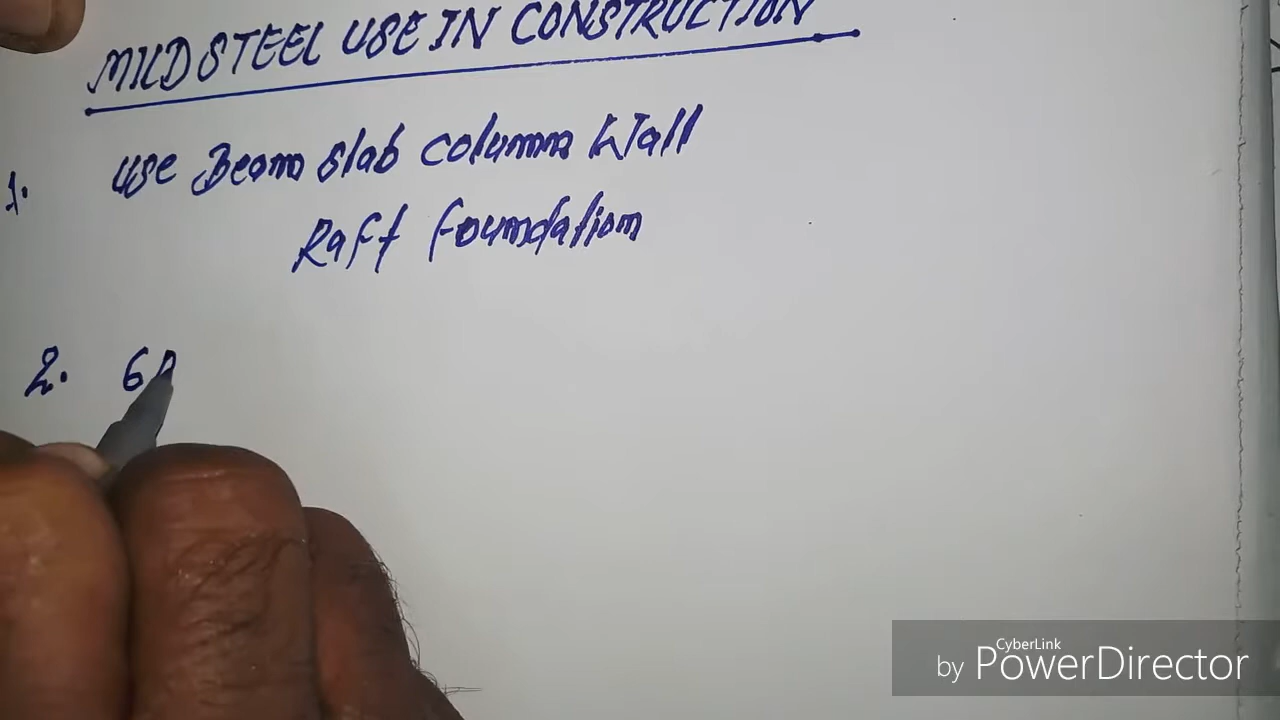 MILD STEEL USE IN CONSTRUCTION
1. use Beam slab column Wall
Raft foundation
2. 6
CyberLink
by PowerDirector